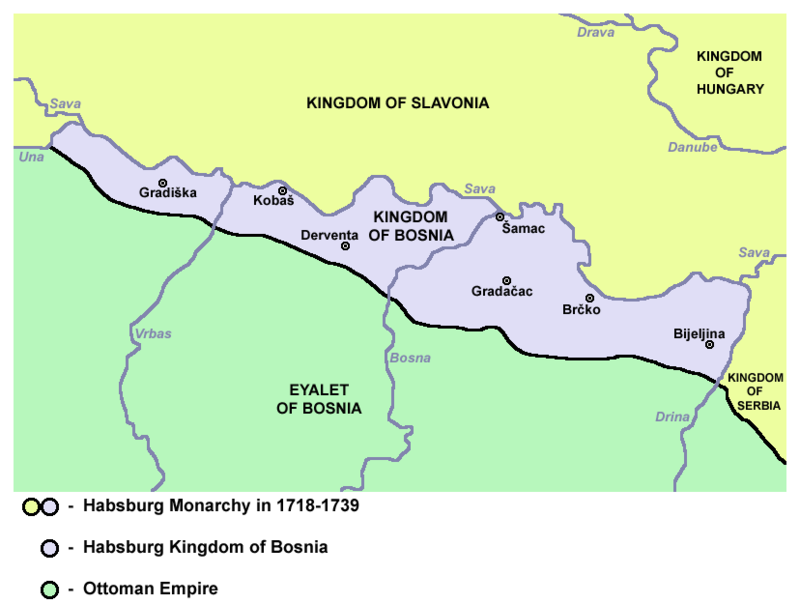 Drava
KINGDOM
OF
HUNGARY
Sava
KINGDOM OF SLAVONIA
Una
Danube
Gradiška
Kobaš
Sava
KINGDOM
OF BOSNIA
Šamac
Derventa
Sava
Gradačac
Brčko
Vrbas
Bijeljina
Bosna
KINGDOM
OF
SERBIA
EYALET
OF BOSNIA
Drina
- Habsburg Monarchy in 1718-1739
- Habsburg Kingdom of Bosnia
- Ottoman Empire